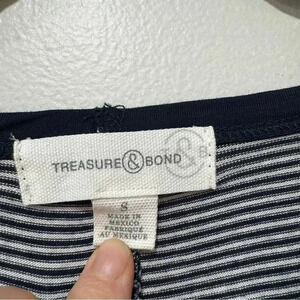 TREASURE & BOND
S
MADE IN
MEXICO
FABRIQUÉ
AU MEXIQUE